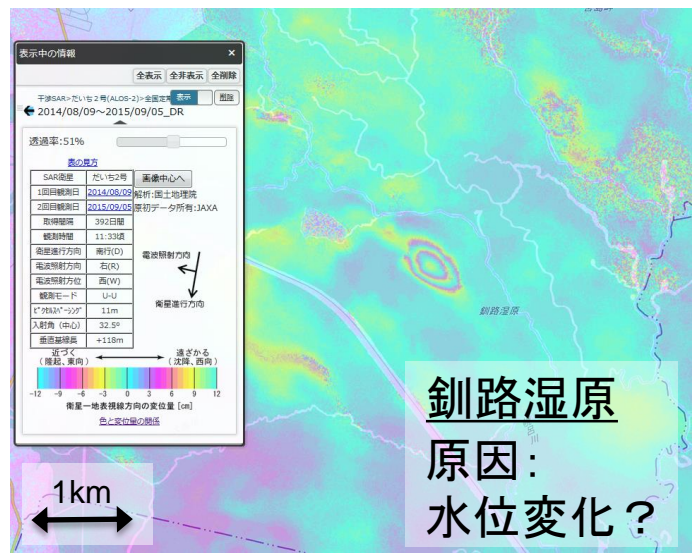 表示中の情報 ×
全表示 全非表示 全削除
干渉SAR>だいち2号(ALOS-2)>全国定期 表示 削除
2014/08/09～2015/09/05_DR
透過率:51%
表の見方
画像中心へ
SAR衛星 だいち2号
1回目観測日 2014/08/09
2回目観測日 2015/09/05
取得間隔 392日間
観測時間 11:33頃
衛星進行方向 南行(D)
電波照射方向 右(R)
電波照射方位 西(W)
観測モード U-U
ﾋﾟｸｾﾙｽﾍﾟｰｼﾝｸﾞ 11m
入射角（中心） 32.5º
垂直基線長 +118m
解析:国土地理院
原初データ所有:JAXA
電波照射方向
衛星進行方向
近づく
（隆起、東向）
遠ざかる
（沈降、西向）
-12 -9 -6 -3 0 3 6 9 12
衛星－地表視線方向の変位量 [cm]
色と変位量の関係
釧路湿原
1km
釧路湿原
原因：
水位変化？